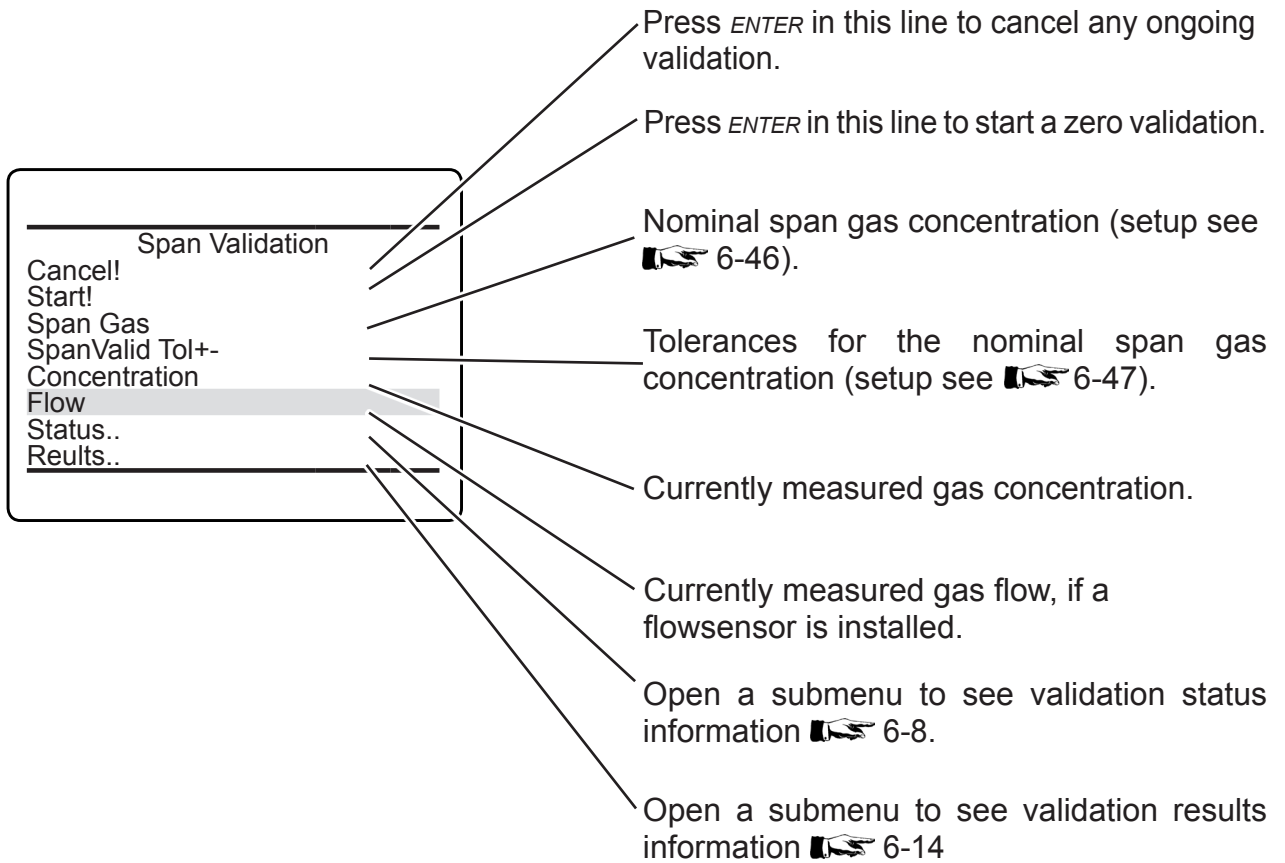 Press ENTER in this line to cancel any ongoing
validation.
Press ENTER in this line to start a zero validation.
Span Validation
Cancel!
Start!
Span Gas
SpanValid Tol+-
Concentration
Flow
Status..
Reults..
Nominal span gas concentration (setup see
6-46).
Tolerances for the nominal span gas
concentration (setup see 6-47).
Currently measured gas concentration.
Currently measured gas flow, if a
flowsensor is installed.
Open a submenu to see validation status
information 6-8.
Open a submenu to see validation results
information 6-14